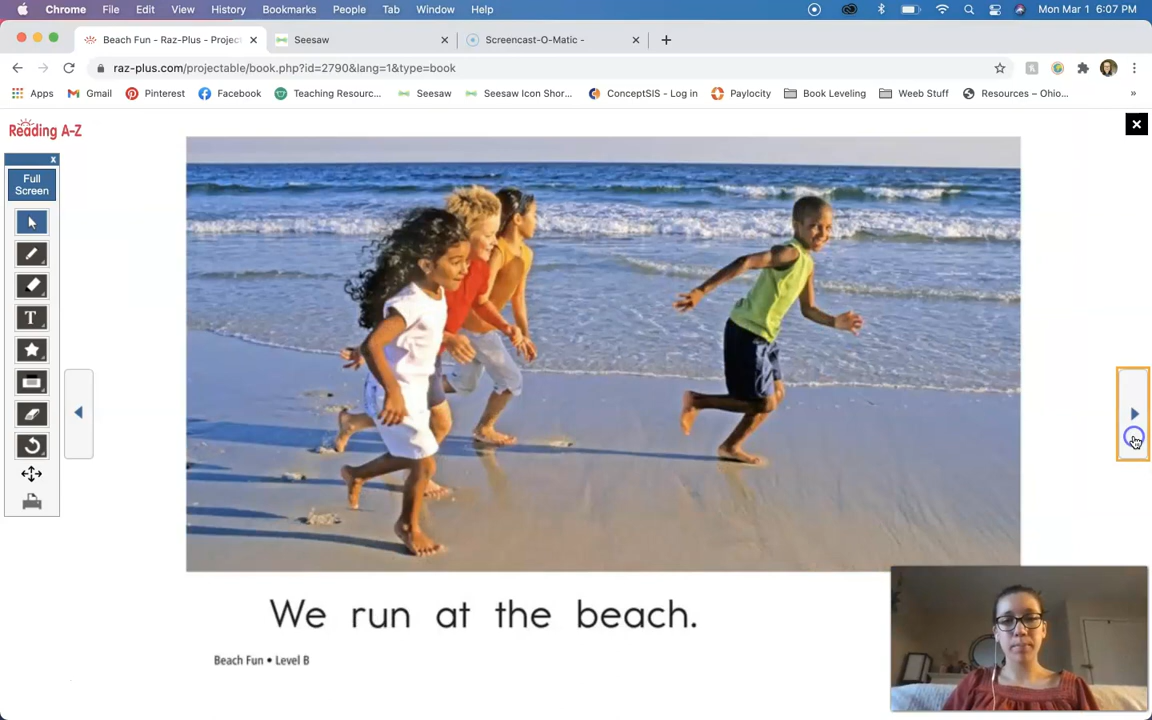 Chrome File Edit View History Bookmarks People Tab Window Help Mon Mar 1 6:07 PM
Beach Fun - Raz-Plus - Project Seesaw Screencast-O-Matic -
raz-plus.com/projectable/book.php?id=2790&lang=1&type=book
Apps Gmail Pinterest Facebook Teaching Resourc... Seesaw Seesaw Icon Shor... ConceptSIS - Log in Paylocity Book Leveling Weeb Stuff Resources – Ohio... »
Reading A-Z
x
Full
Screen
T
We run at the beach.
Beach Fun • Level B